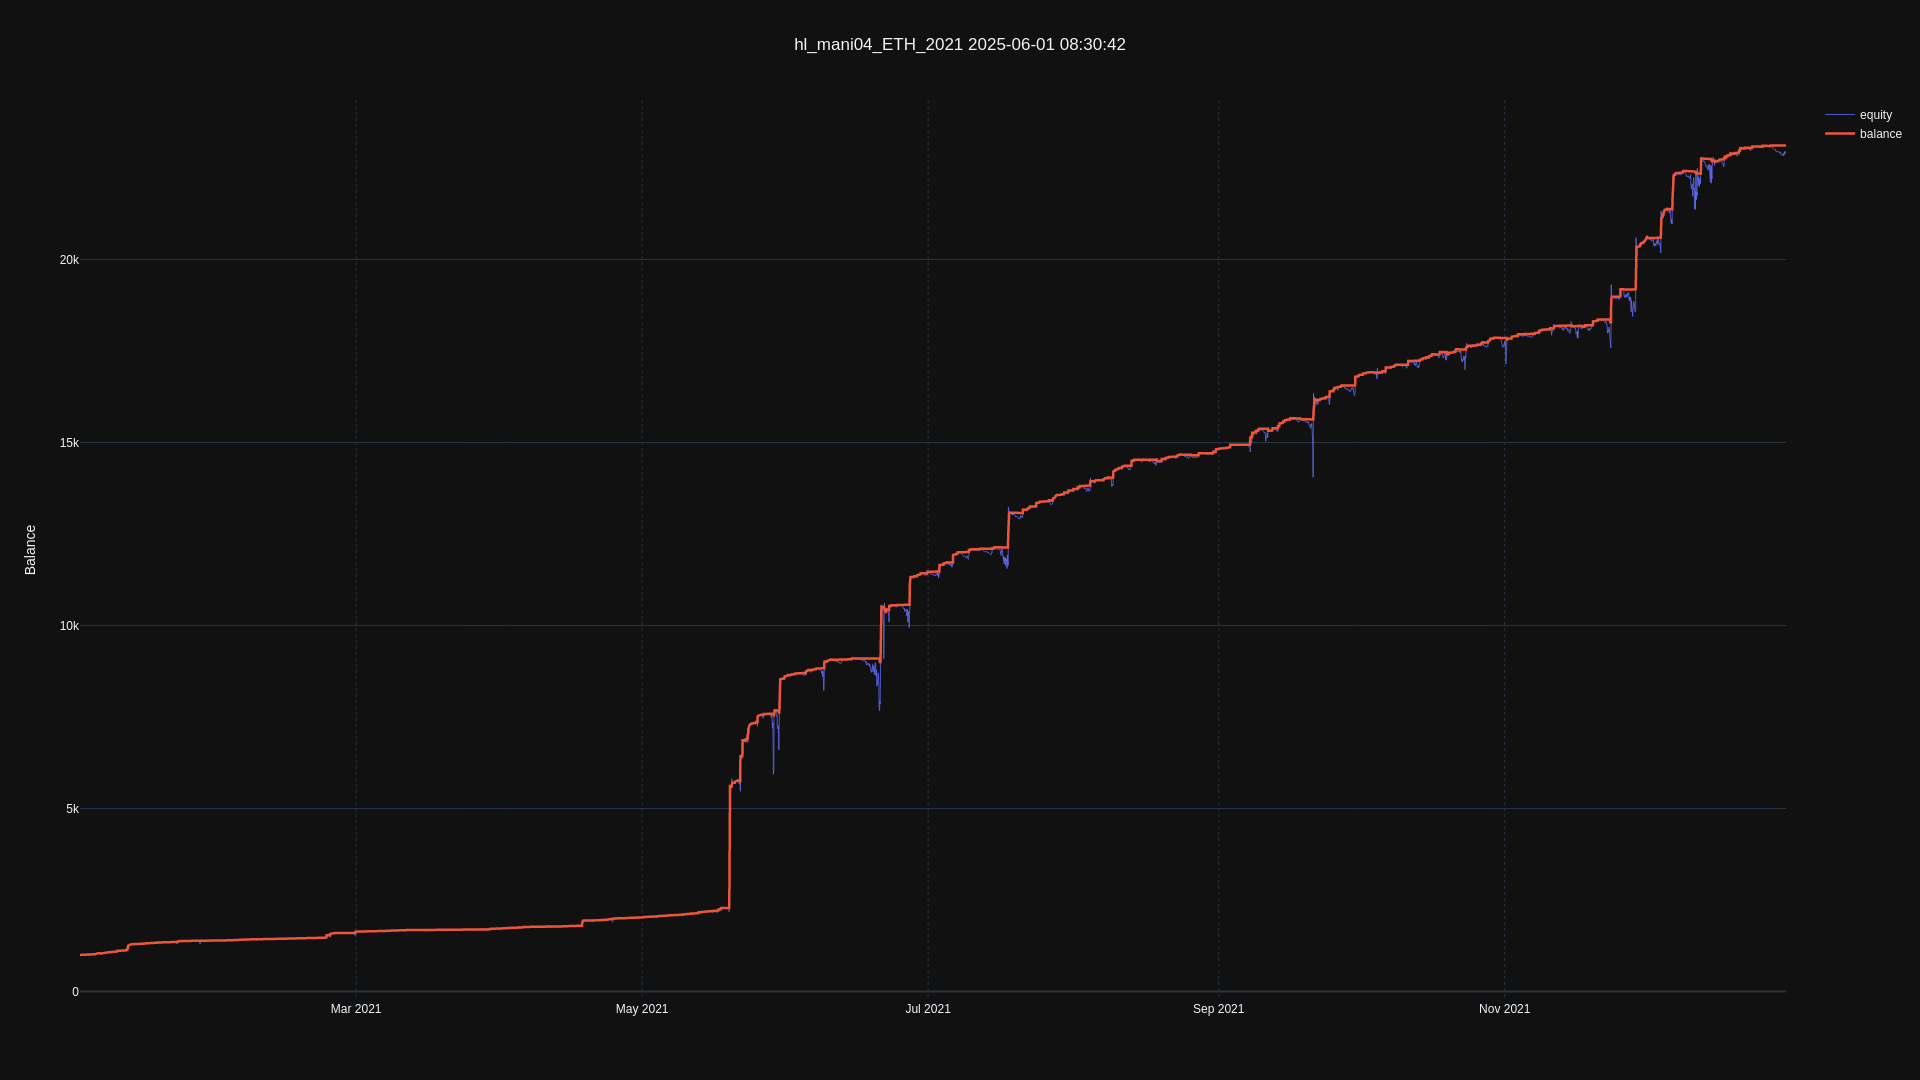 hl_mani04_ETH_2021 2025-06-01 08:30:42
equity
balance
20k
15k
Balance
10k
5k
0
Mar 2021
May 2021
Jul 2021
Sep 2021
Nov 2021